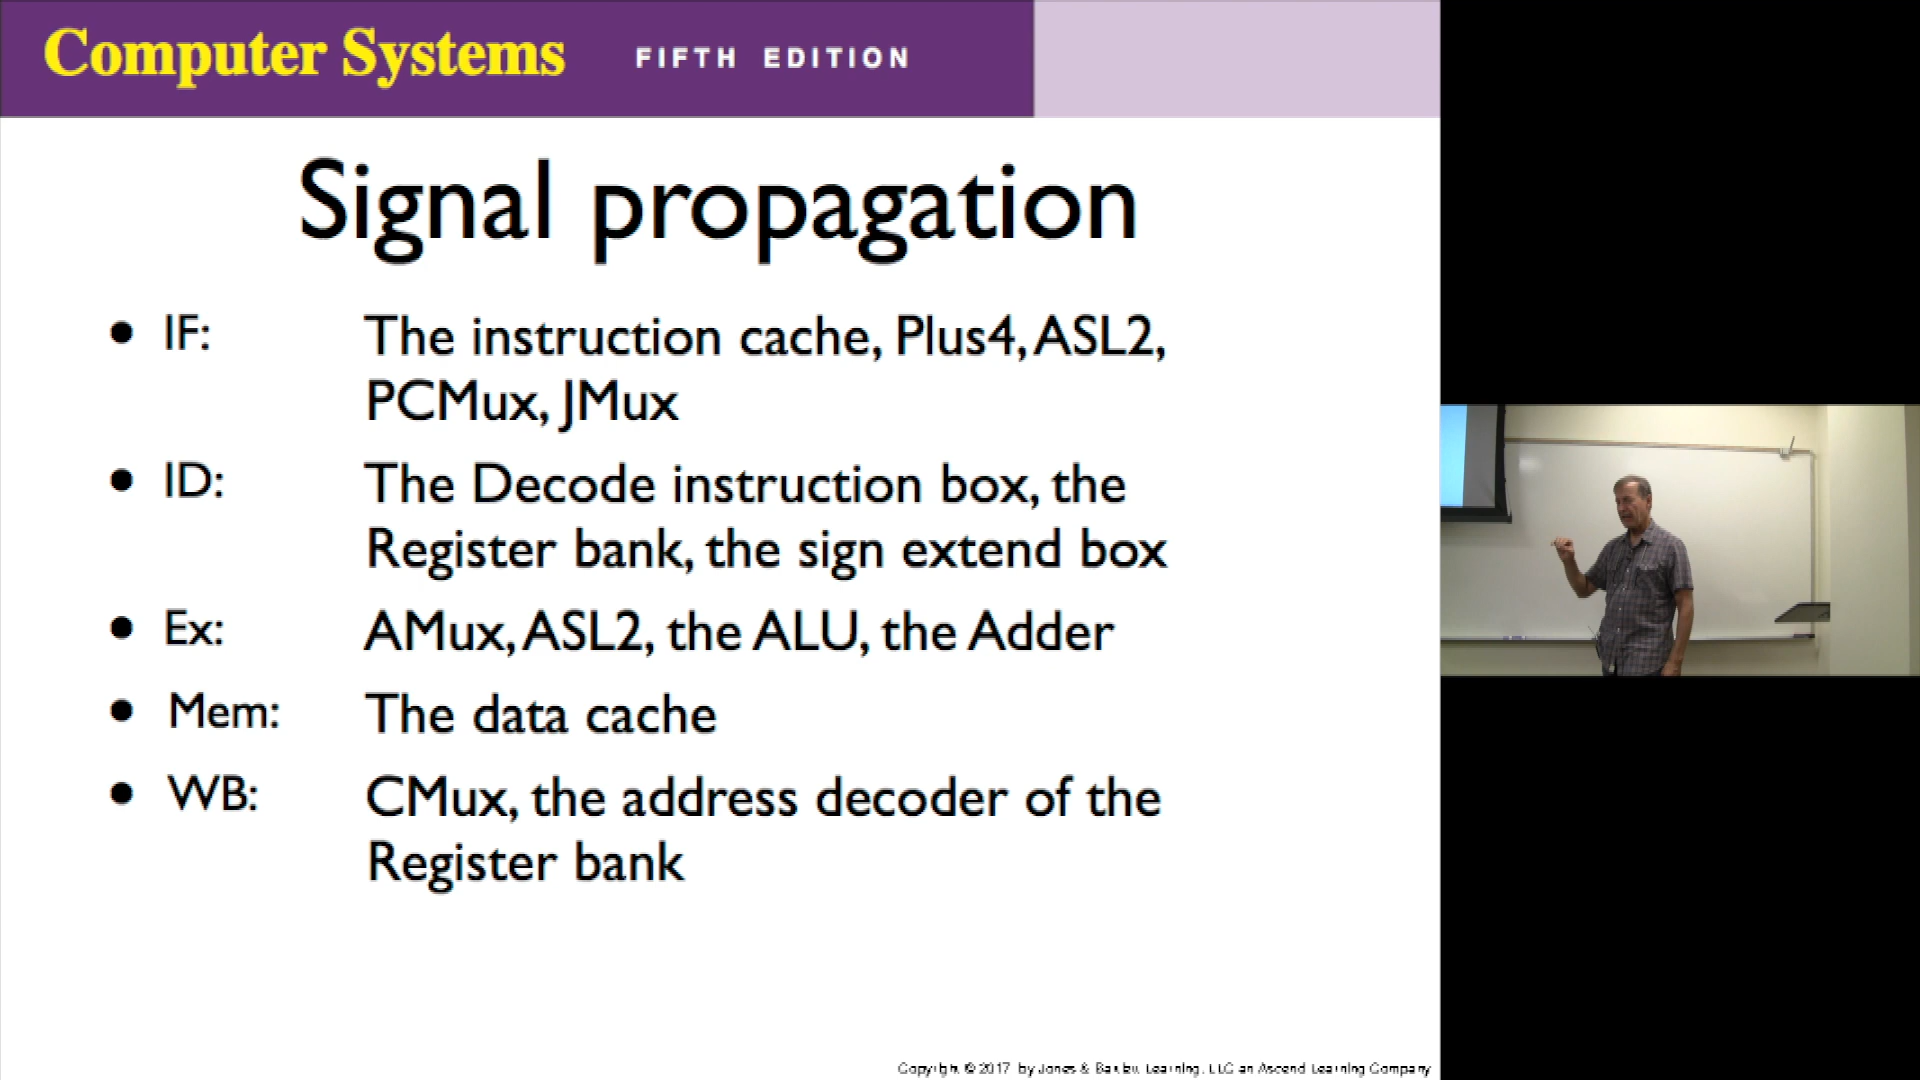 Computer Systems FIFTH EDITION
Signal propagation
• IF: The instruction cache, Plus4, ASL2,
PCMux, JMux
• ID: The Decode instruction box, the
Register bank, the sign extend box
• Ex: AMux, ASL2, the ALU, the Adder
• Mem: The data cache
• WB: CMux, the address decoder of the
Register bank
Copyright © 2017 by Jones & Bartlett Learning, LLC an Ascend Learning Company